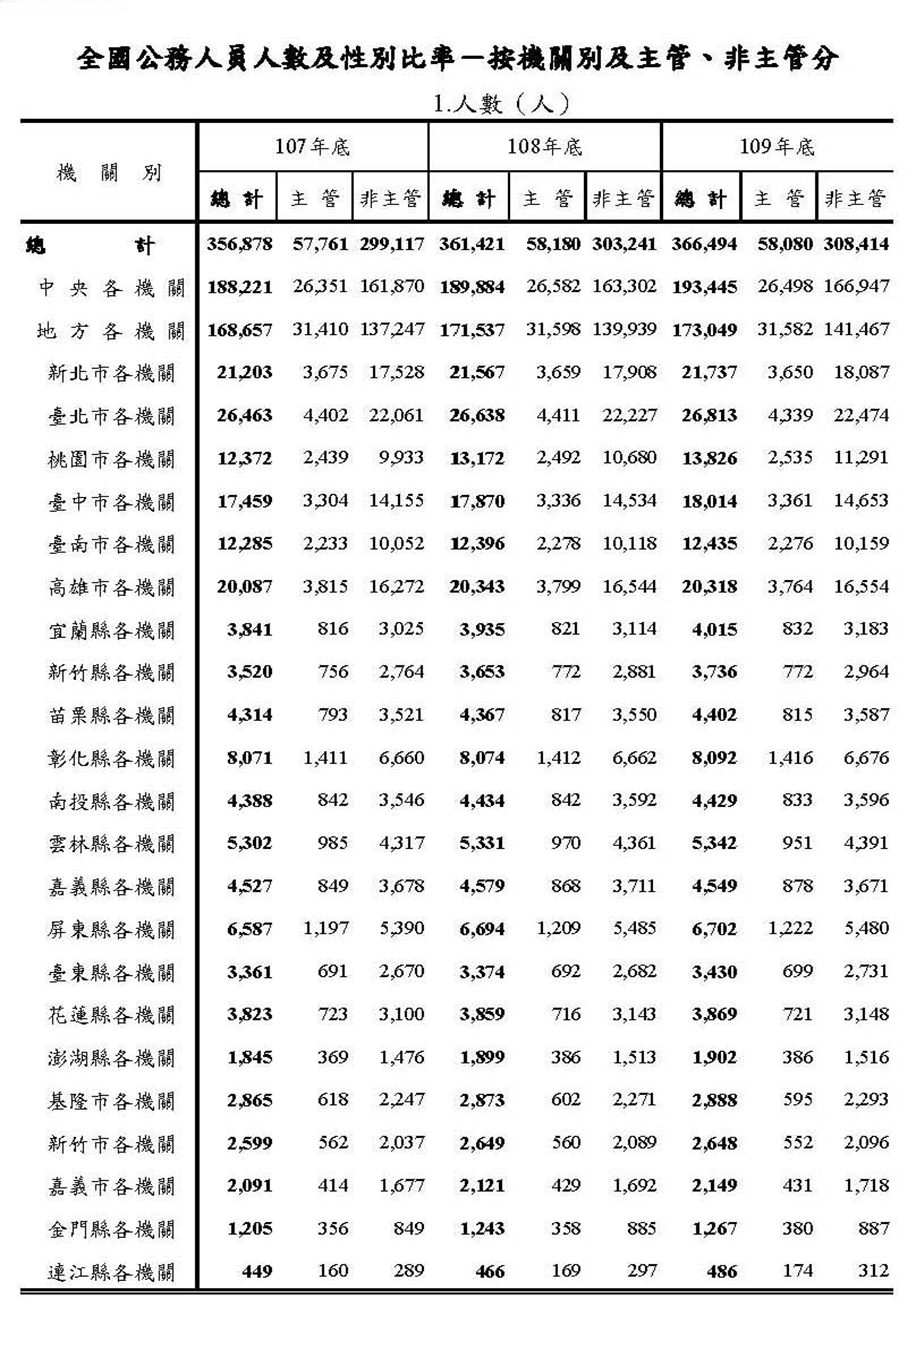 全國公務人員人數及性別比率－按機關別及主管、非主管分
1.人數（人）
機關別 107年底 108年底 109年底
總計 主管 非主管 總計 主管 非主管 總計 主管 非主管
總計 356,878 57,761 299,117 361,421 58,180 303,241 366,494 58,080 308,414
中央各機關 188,221 26,351 161,870 189,884 26,582 163,302 193,445 26,498 166,947
地方各機關 168,657 31,410 137,247 171,537 31,598 139,939 173,049 31,582 141,467
新北市各機關 21,203 3,675 17,528 21,567 3,659 17,908 21,737 3,650 18,087
臺北市各機關 26,463 4,402 22,061 26,638 4,411 22,227 26,813 4,339 22,474
桃園市各機關 12,372 2,439 9,933 13,172 2,492 10,680 13,826 2,535 11,291
臺中市各機關 17,459 3,304 14,155 17,870 3,336 14,534 18,014 3,361 14,653
臺南市各機關 12,285 2,233 10,052 12,396 2,278 10,118 12,435 2,276 10,159
高雄市各機關 20,087 3,815 16,272 20,343 3,799 16,544 20,318 3,764 16,554
宜蘭縣各機關 3,841 816 3,025 3,935 821 3,114 4,015 832 3,183
新竹縣各機關 3,520 756 2,764 3,653 772 2,881 3,736 772 2,964
苗栗縣各機關 4,314 793 3,521 4,367 817 3,550 4,402 815 3,587
彰化縣各機關 8,071 1,411 6,660 8,074 1,412 6,662 8,092 1,416 6,676
南投縣各機關 4,388 842 3,546 4,434 842 3,592 4,429 833 3,596
雲林縣各機關 5,302 985 4,317 5,331 970 4,361 5,342 951 4,391
嘉義縣各機關 4,527 849 3,678 4,579 868 3,711 4,549 878 3,671
屏東縣各機關 6,587 1,197 5,390 6,694 1,209 5,485 6,702 1,222 5,480
臺東縣各機關 3,361 691 2,670 3,374 692 2,682 3,430 699 2,731
花蓮縣各機關 3,823 723 3,100 3,859 716 3,143 3,869 721 3,148
澎湖縣各機關 1,845 369 1,476 1,899 386 1,513 1,902 386 1,516
基隆市各機關 2,865 618 2,247 2,873 602 2,271 2,888 595 2,293
新竹市各機關 2,599 562 2,037 2,649 560 2,089 2,648 552 2,096
嘉義市各機關 2,091 414 1,677 2,121 429 1,692 2,149 431 1,718
金門縣各機關 1,205 356 849 1,243 358 885 1,267 380 887
連江縣各機關 449 160 289 466 169 297 486 174 312